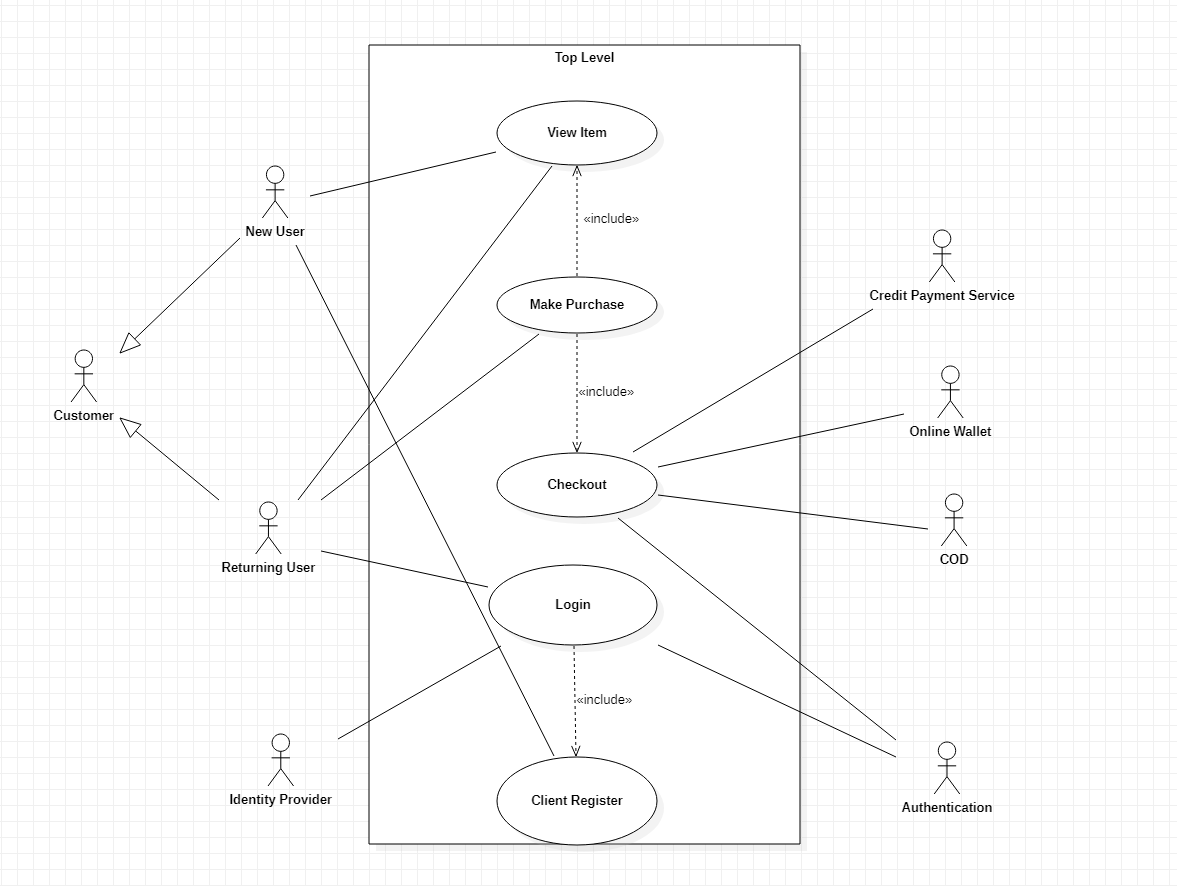 Top Level
View Item
New User
«include»
Make Purchase
Credit Payment Service
Customer
«include»
Online Wallet
Checkout
Returning User
COD
Login
«include»
Identity Provider
Client Register
Authentication